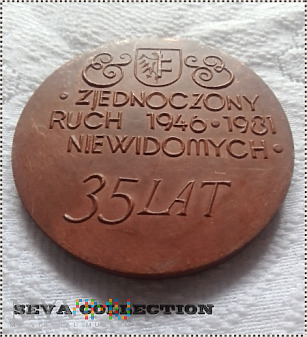 · ZJEDNOCZONY
RUCH 1946 · 1981
NIEWIDOMYCH ·
35 LAT
SEVA COLLECTION